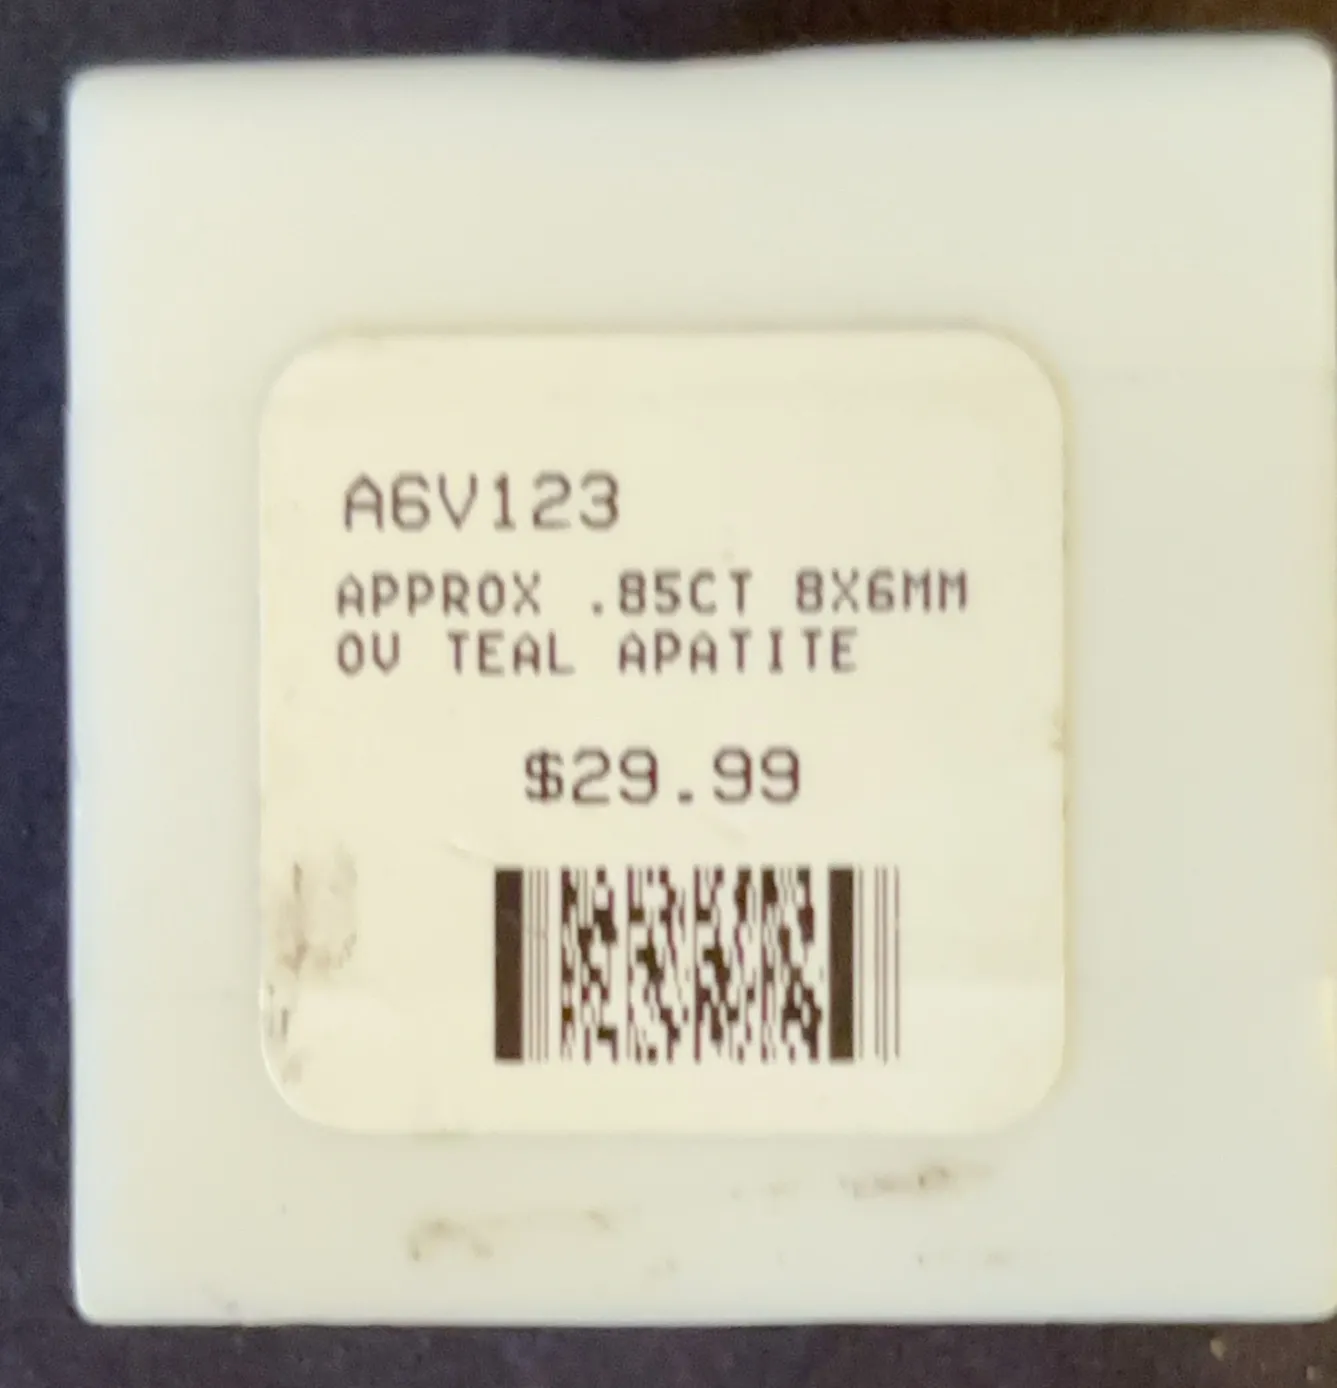 A6V123
APPROX .85CT 8X6MM
OV TEAL APATITE
$29.99